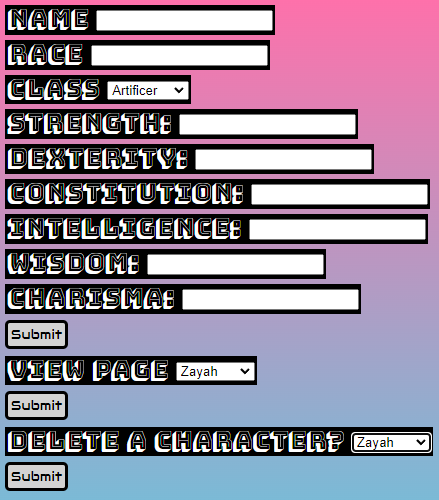 NAME
RACE
CLASS Artificer
STRENGTH:
DEXTERITY:
CONSTITUTION:
INTELLIGENCE:
WISDOM:
CHARISMA:
Submit
VIEW PAGE Zayah
Submit
DELETE A CHARACTER? Zayah
Submit